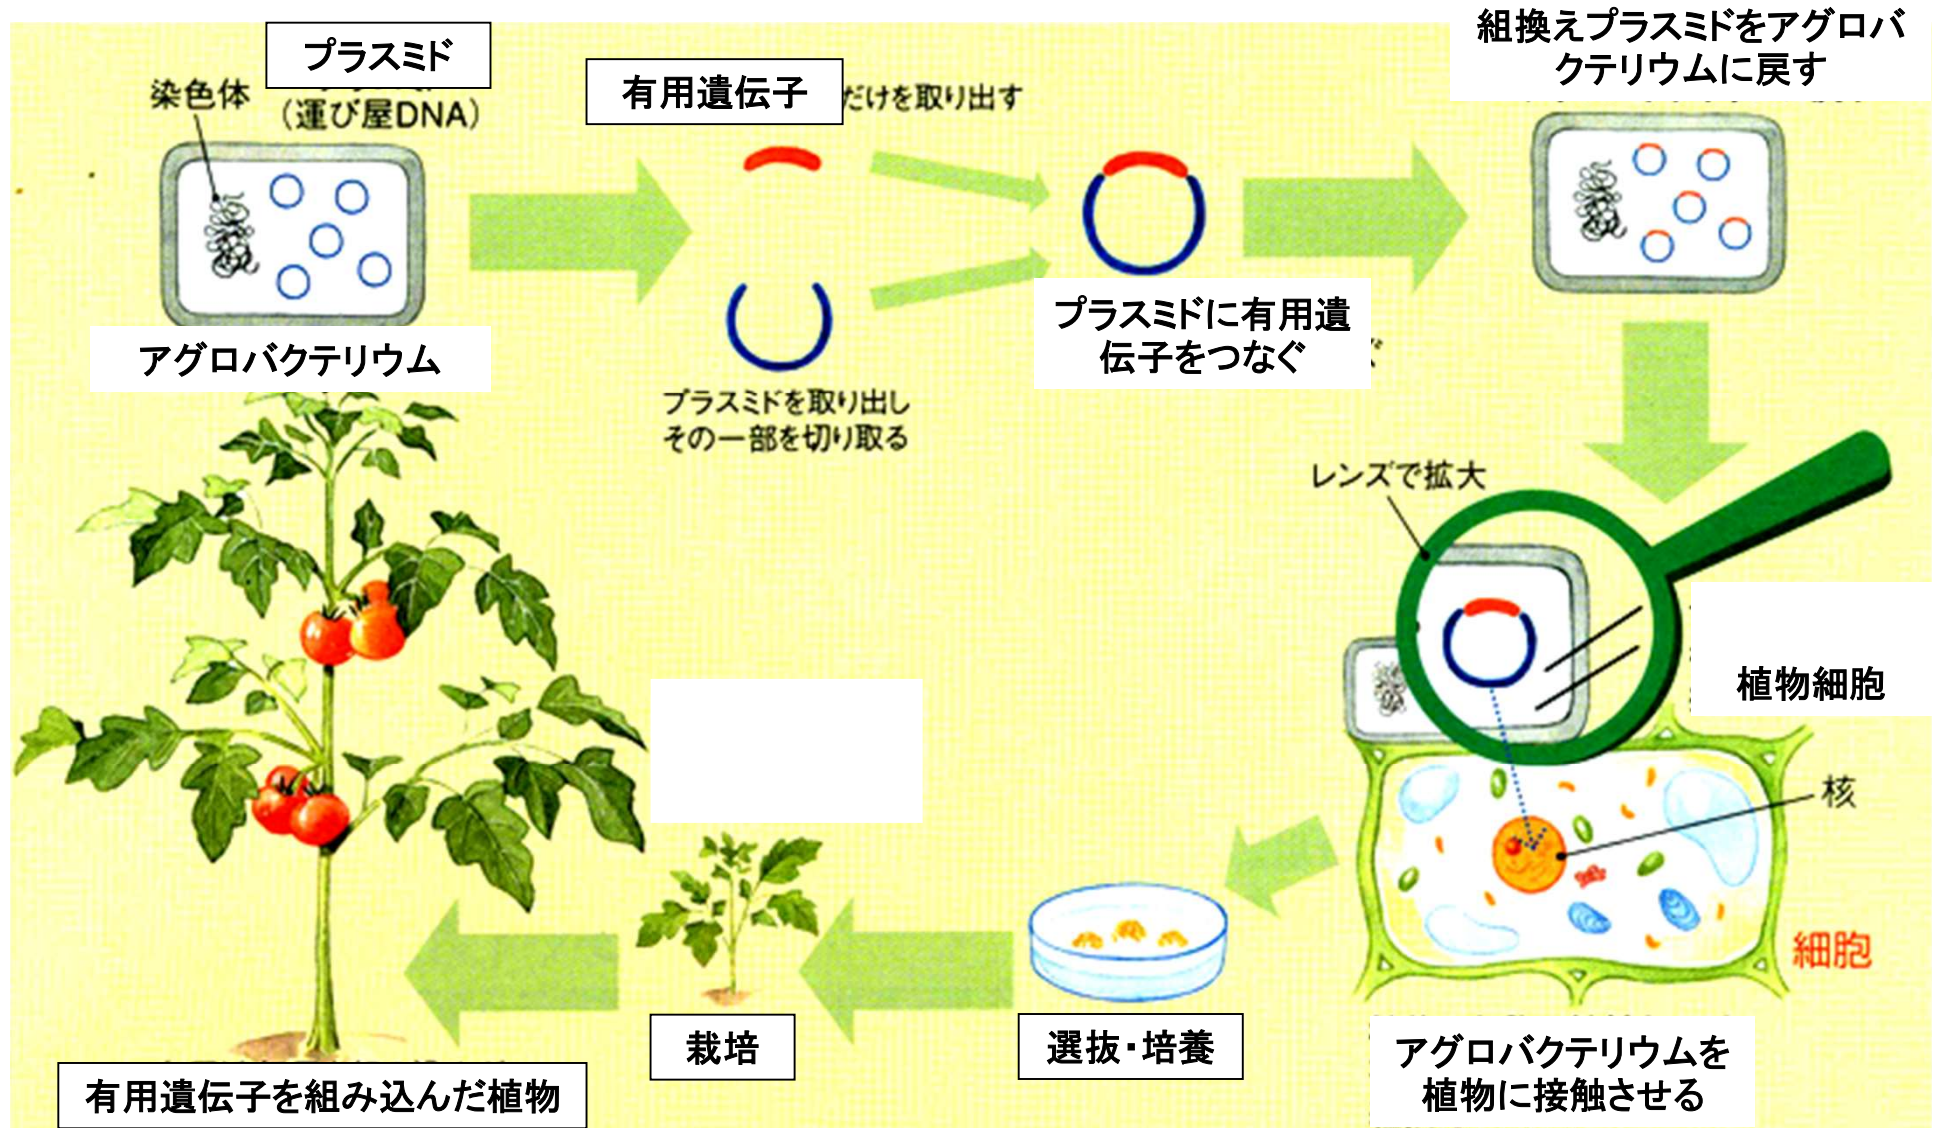 プラスミド
染色体
（運び屋DNA）
有用遺伝子
だけを取り出す
組換えプラスミドをアグロバ
クテリウムに戻す
アグロバクテリウム
プラスミドに有用遺
伝子をつなぐ
ぐ
プラスミドを取り出し
その一部を切り取る
レンズで拡大
植物細胞
核
細胞
栽培
選抜・培養
アグロバクテリウムを
植物に接触させる
有用遺伝子を組み込んだ植物